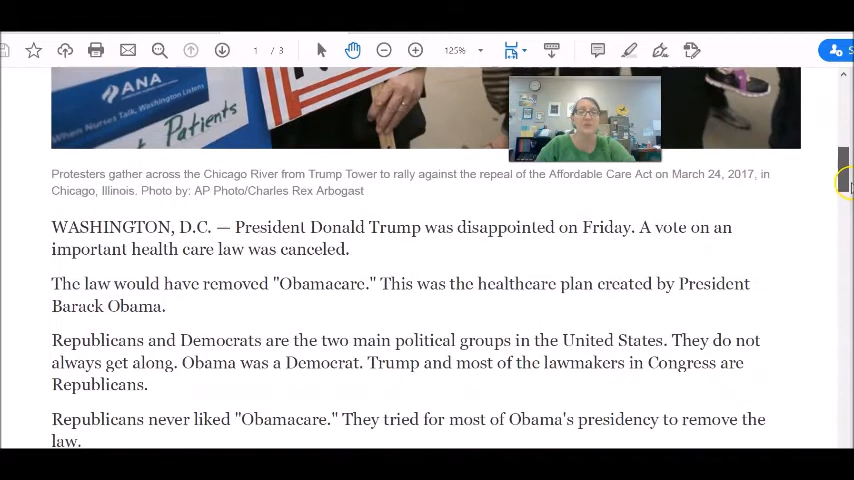 1 / 3
125%
ANA
When Nurses Talk, Washington Listens
Patients
Protesters gather across the Chicago River from Trump Tower to rally against the repeal of the Affordable Care Act on March 24, 2017, in
Chicago, Illinois. Photo by: AP Photo/Charles Rex Arbogast
WASHINGTON, D.C. — President Donald Trump was disappointed on Friday. A vote on an
important health care law was canceled.
The law would have removed "Obamacare." This was the healthcare plan created by President
Barack Obama.
Republicans and Democrats are the two main political groups in the United States. They do not
always get along. Obama was a Democrat. Trump and most of the lawmakers in Congress are
Republicans.
Republicans never liked "Obamacare." They tried for most of Obama's presidency to remove the
law.